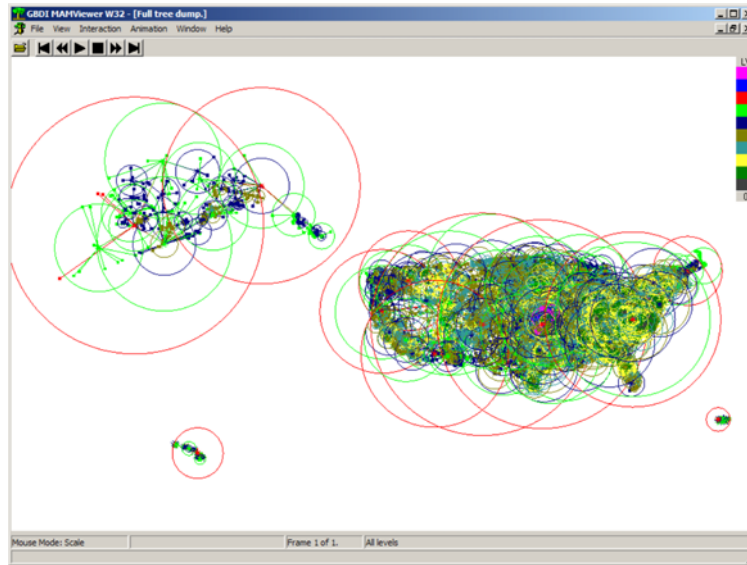 GBDI MAMViewer W32 - [Full tree dump.]
File View Interaction Animation Window Help
Mouse Mode: Scale Frame 1 of 1. All levels